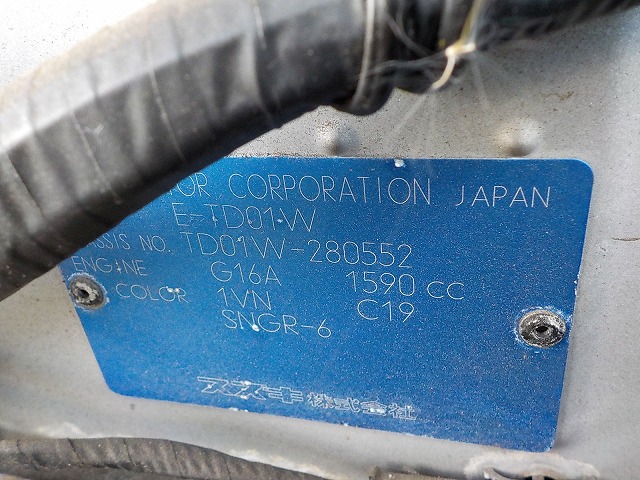 TOR CORPORATION JAPAN
E-TD01W
ASSIS NO. TD01W-280552
ENGINE G16A 1590 cc
COLOR 1VN C19
SNGR-6
スズキ株式会社